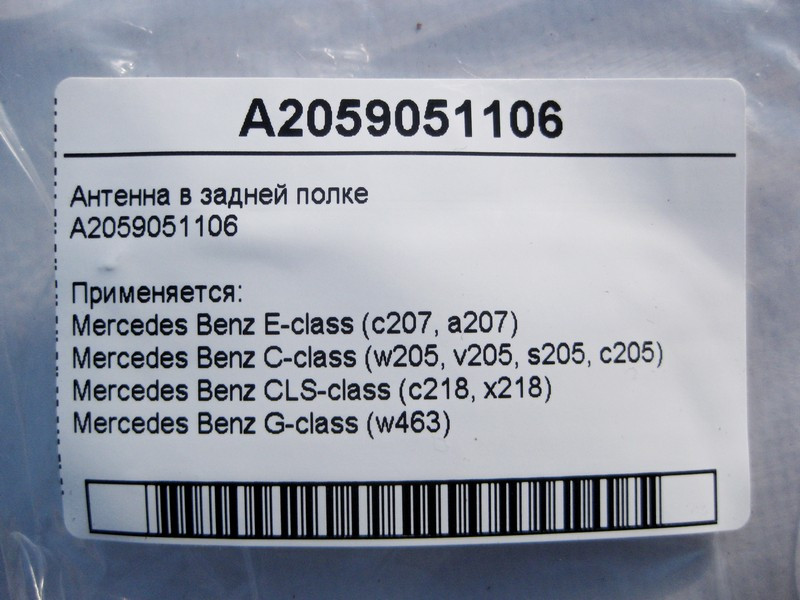 A2059051106
Антенна в задней полке
A2059051106
Применяется:
Mercedes Benz E-class (c207, a207)
Mercedes Benz C-class (w205, v205, s205, c205)
Mercedes Benz CLS-class (c218, x218)
Mercedes Benz G-class (w463)